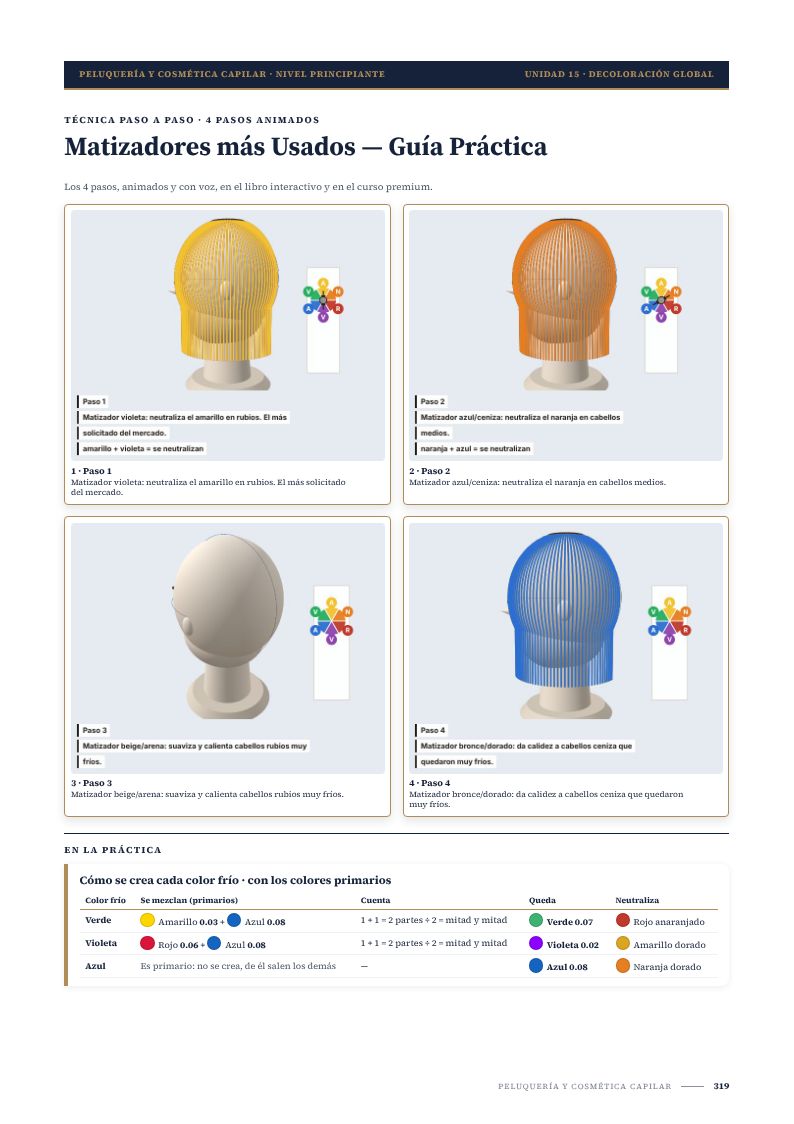 PELUQUERÍA Y COSMÉTICA CAPILAR · NIVEL PRINCIPIANTE
UNIDAD 15 · DECOLORACIÓN GLOBAL
TÉCNICA PASO A PASO · 4 PASOS ANIMADOS
Matizadores más Usados — Guía Práctica
Los 4 pasos, animados y con voz, en el libro interactivo y en el curso premium.
A
V N
A R
V
Paso 1
Matizador violeta: neutraliza el amarillo en rubios. El más
solicitado del mercado.
amarillo + violeta = se neutralizan
1 · Paso 1
Matizador violeta: neutraliza el amarillo en rubios. El más solicitado
del mercado.
A
V N
A R
V
Paso 2
Matizador azul/ceniza: neutraliza el naranja en cabellos
medios.
naranja + azul = se neutralizan
2 · Paso 2
Matizador azul/ceniza: neutraliza el naranja en cabellos medios.
A
V N
A R
V
Paso 3
Matizador beige/arena: suaviza y calienta cabellos rubios muy
fríos.
3 · Paso 3
Matizador beige/arena: suaviza y calienta cabellos rubios muy fríos.
A
V N
A R
V
Paso 4
Matizador bronce/dorado: da calidez a cabellos ceniza que
quedaron muy fríos.
4 · Paso 4
Matizador bronce/dorado: da calidez a cabellos ceniza que quedaron
muy fríos.
EN LA PRÁCTICA
Cómo se crea cada color frío · con los colores primarios
Color frío Se mezclan (primarios) Cuenta Queda Neutraliza
Verde Amarillo 0.03 + Azul 0.08 1 + 1 = 2 partes ÷ 2 = mitad y mitad Verde 0.07 Rojo anaranjado
Violeta Rojo 0.06 + Azul 0.08 1 + 1 = 2 partes ÷ 2 = mitad y mitad Violeta 0.02 Amarillo dorado
Azul Es primario: no se crea, de él salen los demás — Azul 0.08 Naranja dorado
PELUQUERÍA Y COSMÉTICA CAPILAR 319